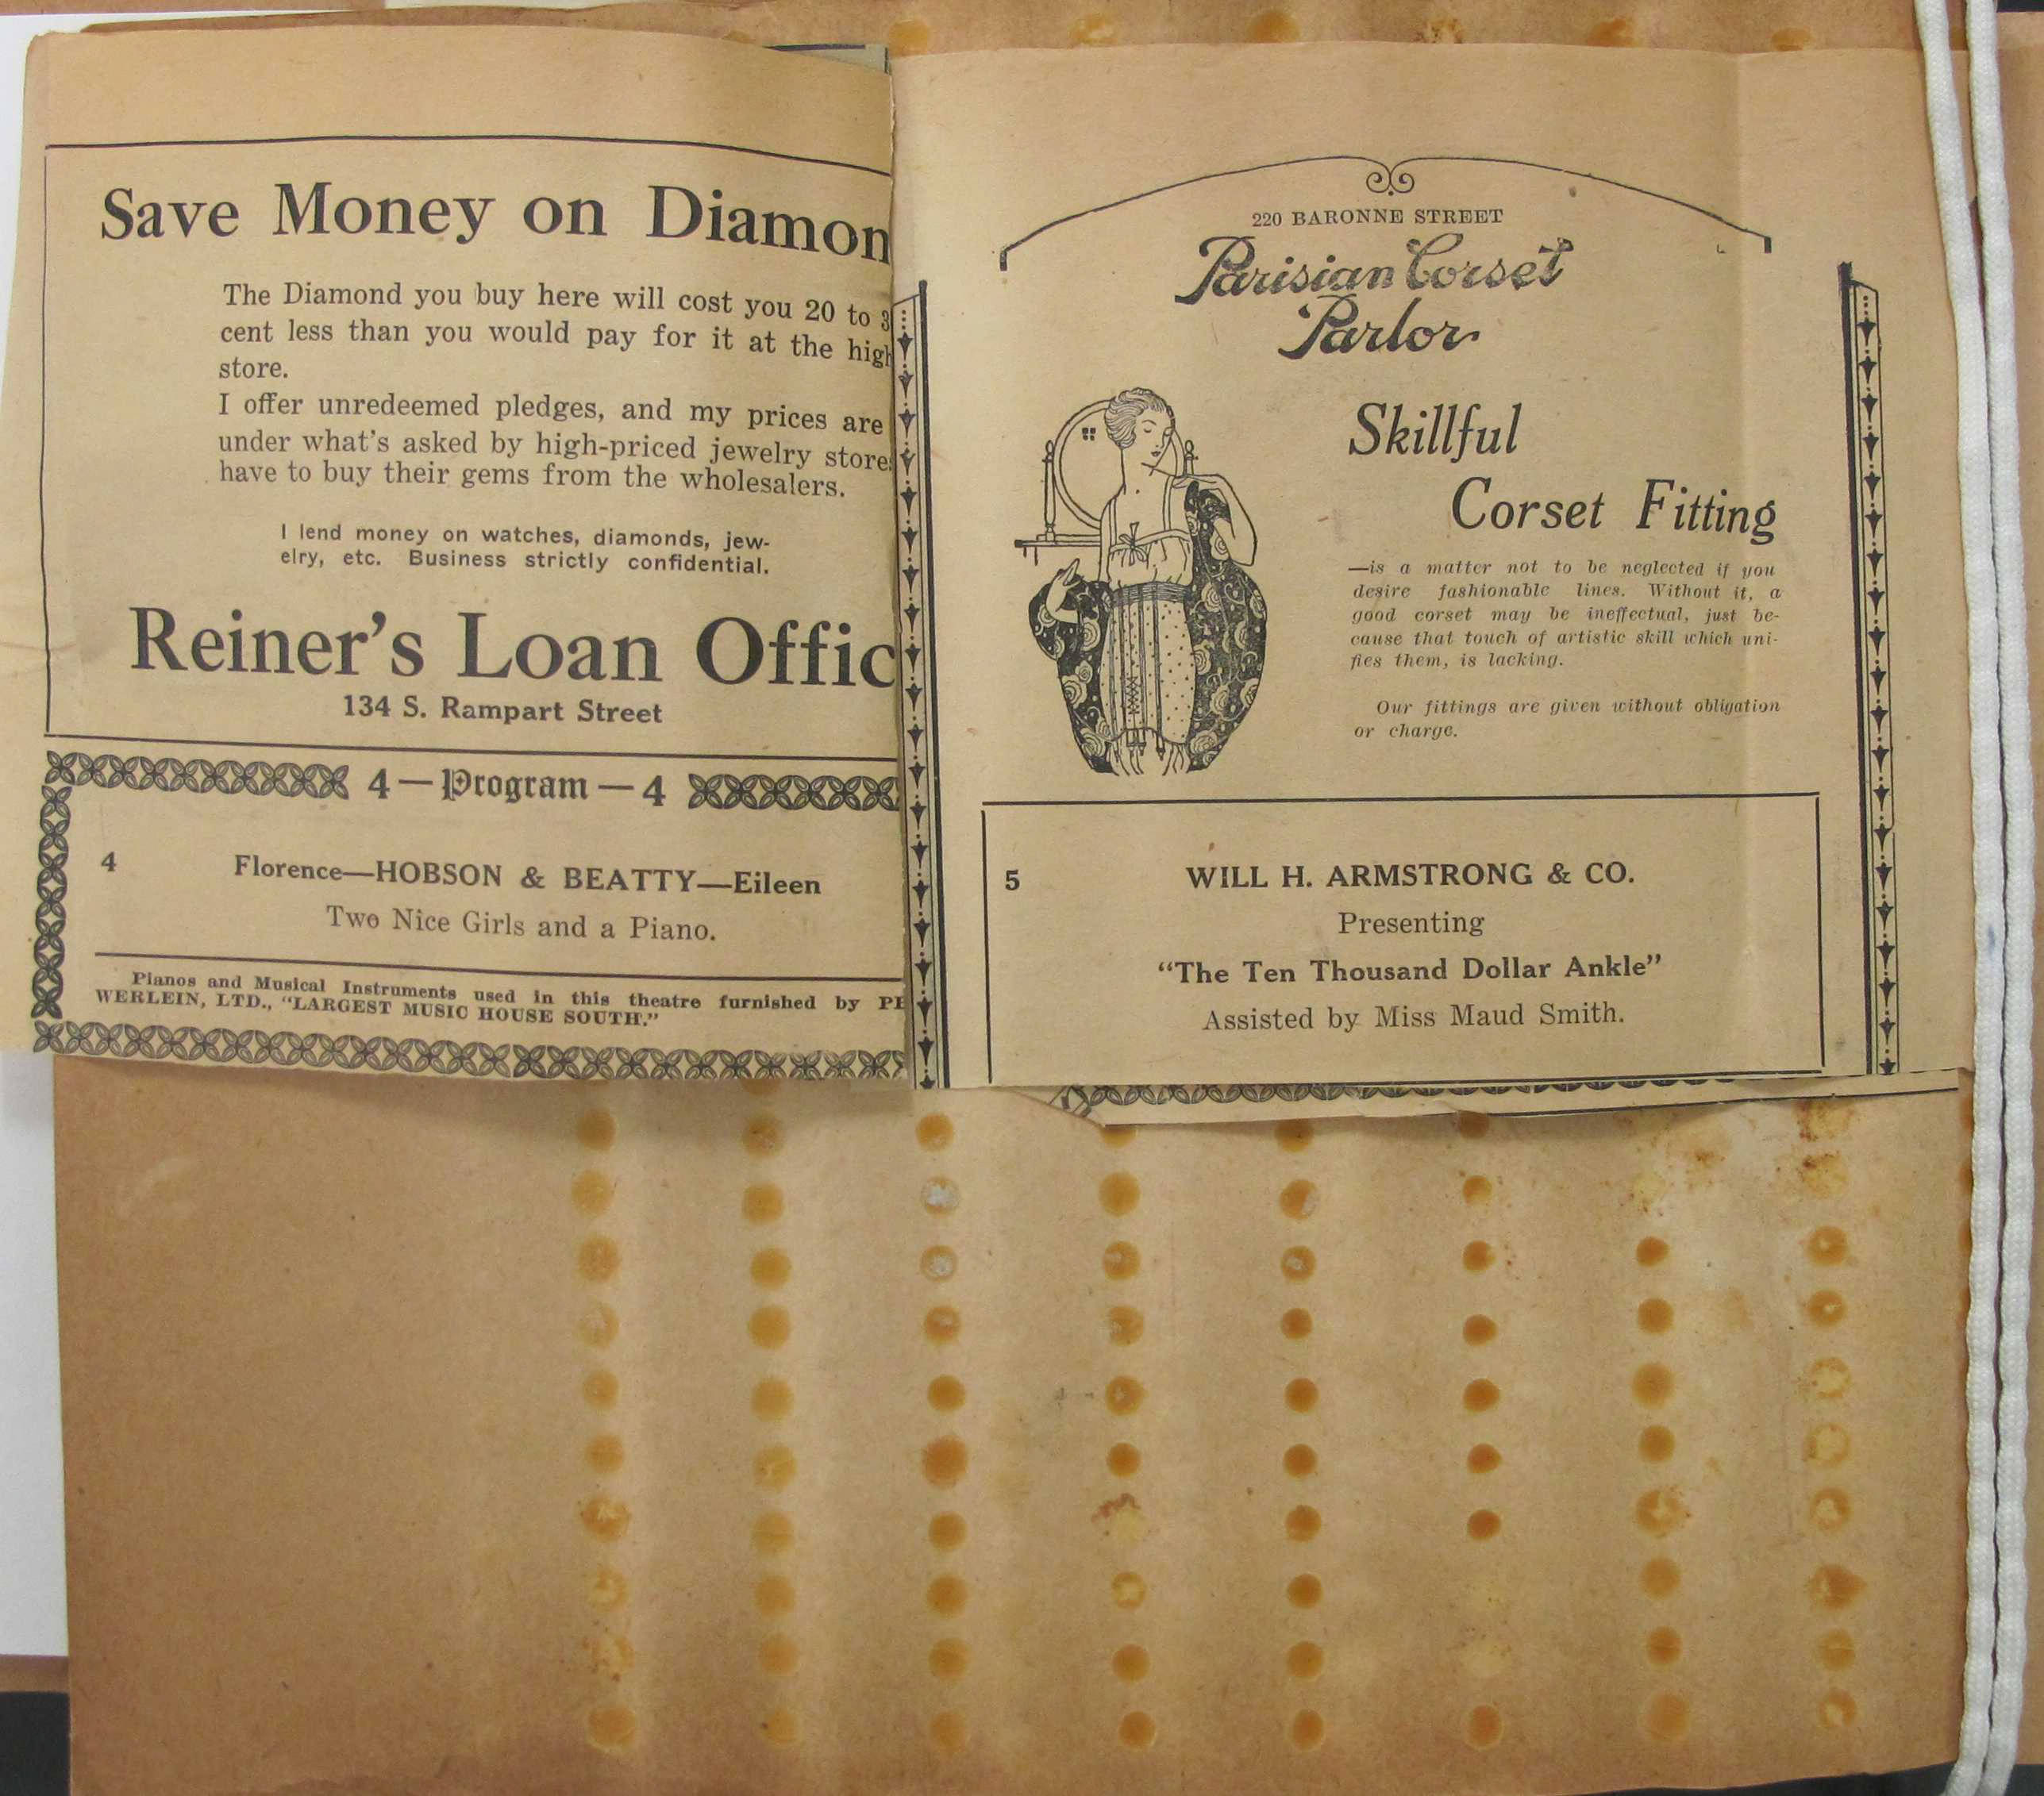 Save Money on Diamon
The Diamond you buy here will cost you 20 to 3
cent less than you would pay for it at the high
store.
I offer unredeemed pledges, and my prices are
under what's asked by high-priced jewelry store
have to buy their gems from the wholesalers.
I lend money on watches, diamonds, jew-
elry, etc. Business strictly confidential.
Reiner's Loan Offic
134 S. Rampart Street
4—Program—4
4 Florence—HOBSON & BEATTY—Eileen
Two Nice Girls and a Piano.
Pianos and Musical Instruments used in this theatre furnished by
WERLEIN, LTD., "LARGEST MUSIC HOUSE SOUTH."
220 BARONNE STREET
Parisian Corset
Parlor
Skillful
Corset Fitting
—is a matter not to be neglected if you
desire fashionable lines. Without it, a
good corset may be ineffectual, just be-
cause that touch of artistic skill which uni-
fies them, is lacking.
Our fittings are given without obligation
or charge.
5 WILL H. ARMSTRONG & CO.
Presenting
"The Ten Thousand Dollar Ankle"
Assisted by Miss Maud Smith.